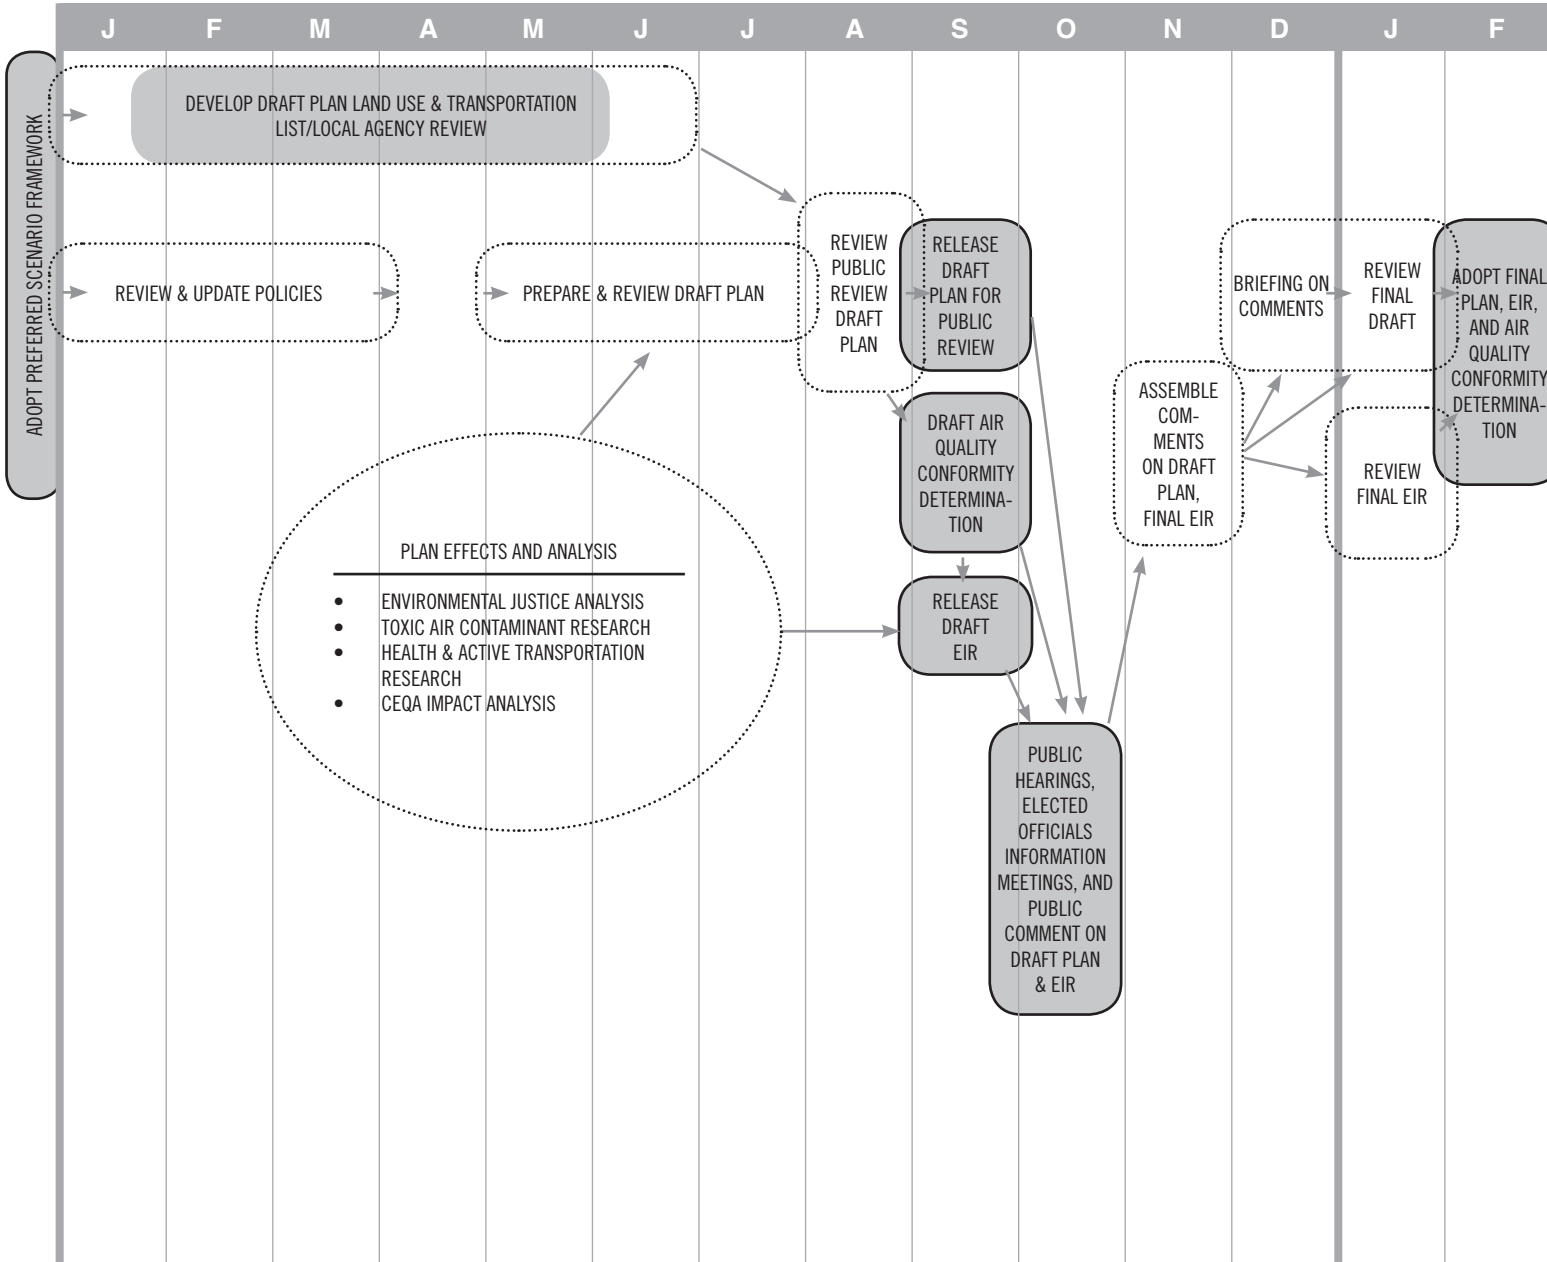 J F M A M J J A S O N D J F
ADOPT PREFERRED SCENARIO FRAMEWORK
DEVELOP DRAFT PLAN LAND USE & TRANSPORTATION
LIST/LOCAL AGENCY REVIEW
REVIEW & UPDATE POLICIES
PREPARE & REVIEW DRAFT PLAN
REVIEW
PUBLIC
REVIEW
DRAFT
PLAN
RELEASE
DRAFT
PLAN FOR
PUBLIC
REVIEW
DRAFT AIR
QUALITY
CONFORMITY
DETERMINA-
TION
PLAN EFFECTS AND ANALYSIS
• ENVIRONMENTAL JUSTICE ANALYSIS
• TOXIC AIR CONTAMINANT RESEARCH
• HEALTH & ACTIVE TRANSPORTATION
RESEARCH
• CEQA IMPACT ANALYSIS
RELEASE
DRAFT
EIR
PUBLIC
HEARINGS,
ELECTED
OFFICIALS
INFORMATION
MEETINGS, AND
PUBLIC
COMMENT ON
DRAFT PLAN
& EIR
ASSEMBLE
COM-
MENTS
ON DRAFT
PLAN,
FINAL EIR
BRIEFING ON
COMMENTS
REVIEW
FINAL
DRAFT
REVIEW
FINAL EIR
ADOPT FINAL
PLAN, EIR,
AND AIR
QUALITY
CONFORMITY
DETERMINA-
TION